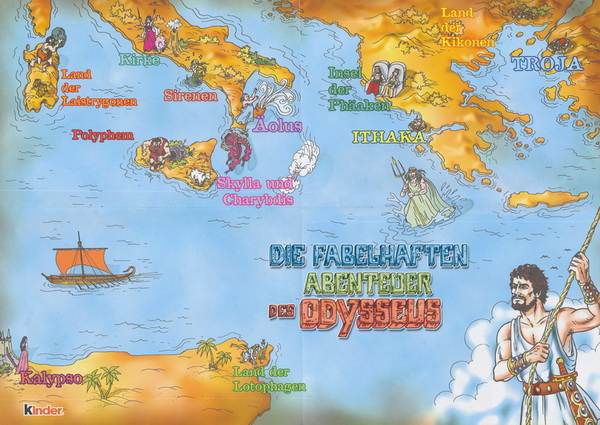 Land
der
Kikonen
TROJA
Kirke
Land
der
Laistrygonen
Sirenen
Insel
der
Phäaken
Äolus
ITHAKA
Polyphem
Skylla und
Charybdis
DIE FABELHAFTEN
ABENTEUER
DES ODYSSEUS
Kalypso
Land der
Lotophagen
kinder